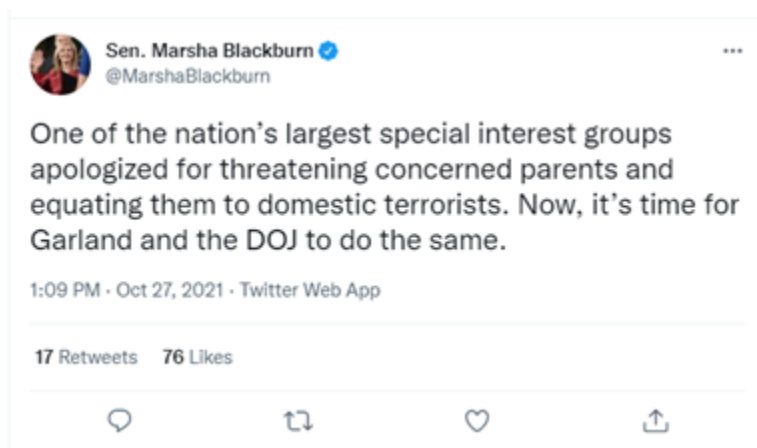 Sen. Marsha Blackburn
@MarshaBlackburn
One of the nation’s largest special interest groups
apologized for threatening concerned parents and
equating them to domestic terrorists. Now, it’s time for
Garland and the DOJ to do the same.
1:09 PM · Oct 27, 2021 · Twitter Web App
17 Retweets 76 Likes